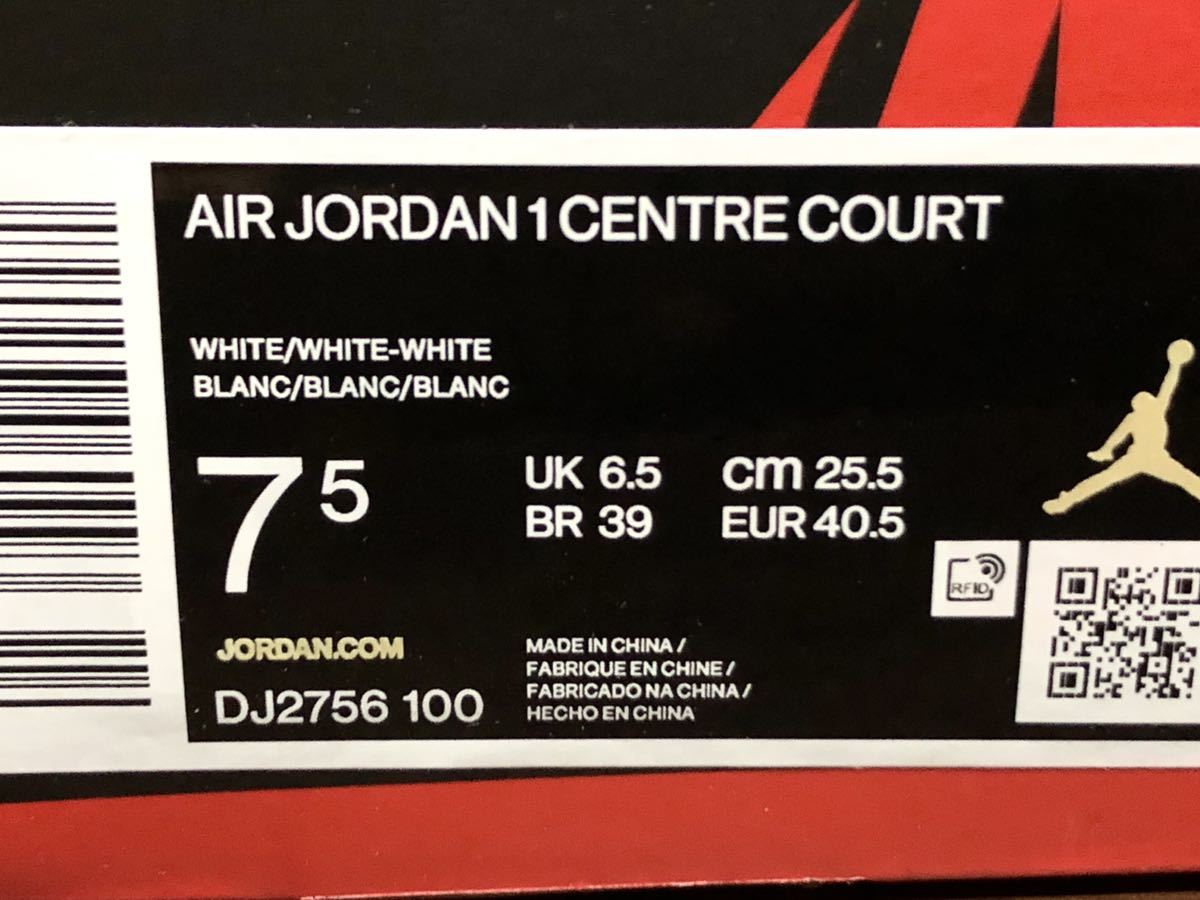 AIR JORDAN 1 CENTRE COURT
WHITE/WHITE-WHITE
BLANC/BLANC/BLANC
7 5
UK 6.5 cm 25.5
BR 39 EUR 40.5
RFID
JORDAN.COM
DJ2756 100
MADE IN CHINA /
FABRIQUE EN CHINE /
FABRICADO NA CHINA /
HECHO EN CHINA